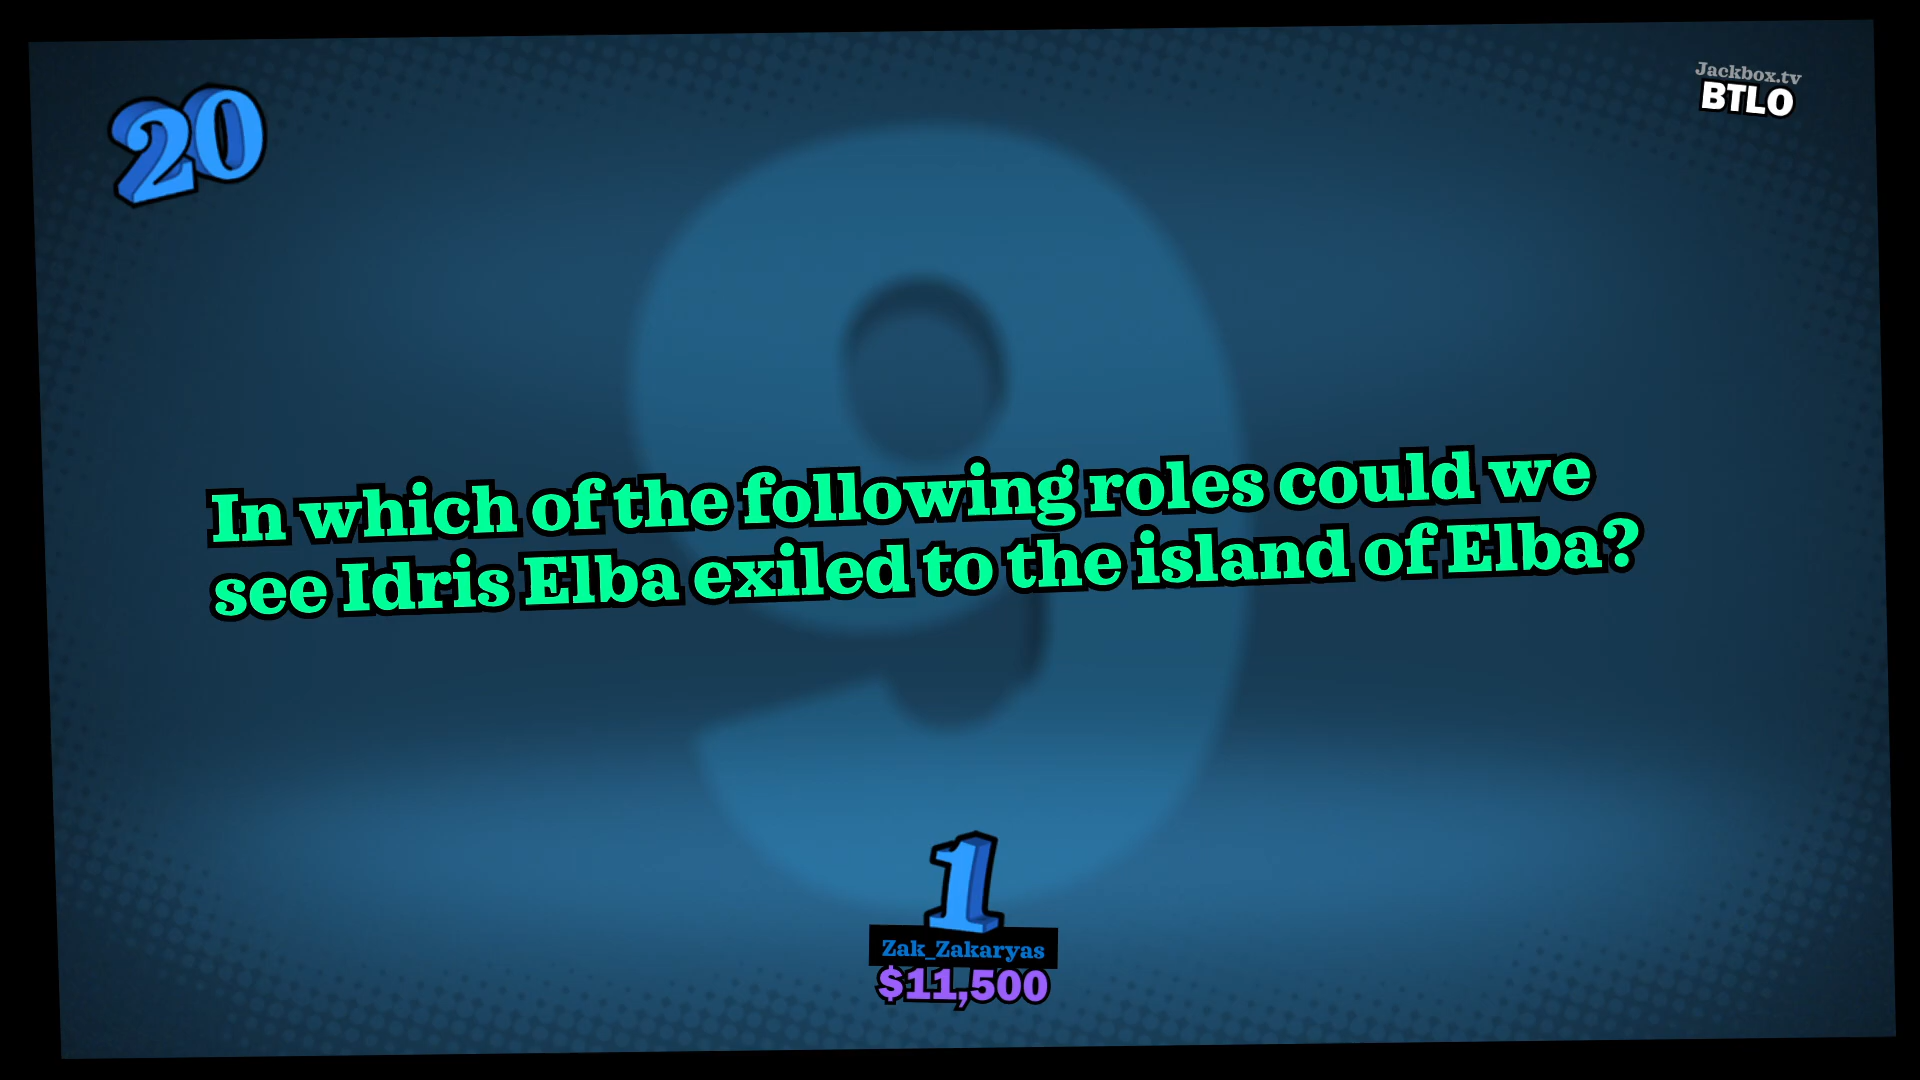 20
Jackbox.tv
BTLO
9
In which of the following roles could we
see Idris Elba exiled to the island of Elba?
1
Zak_Zakaryas
$11,500